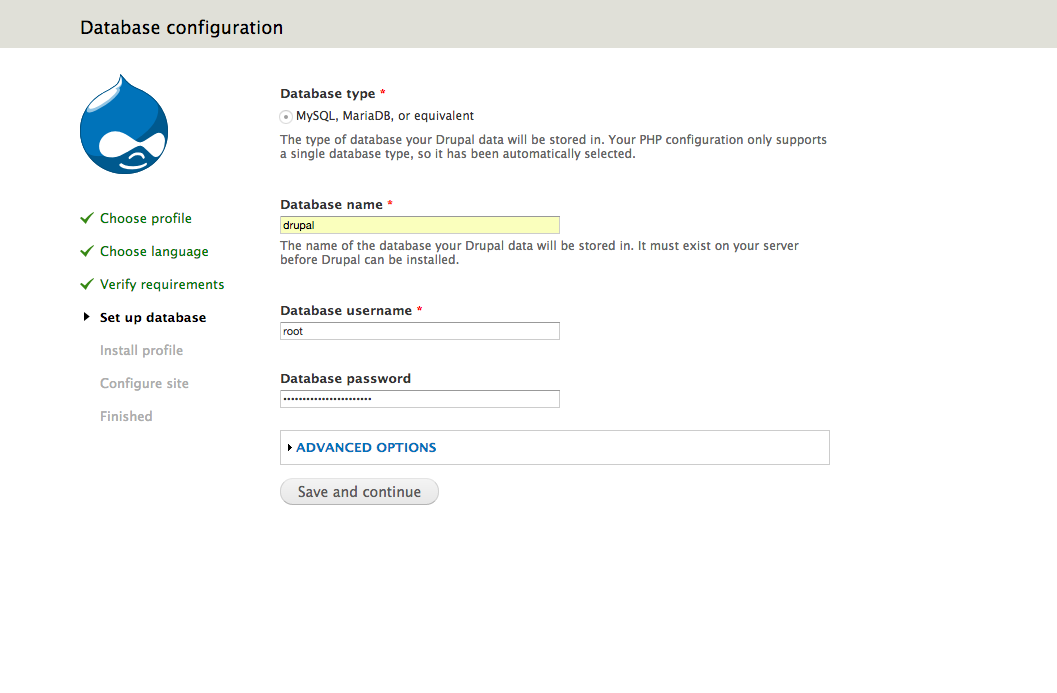 Database configuration
Choose profile
Choose language
Verify requirements
Set up database
Install profile
Configure site
Finished
Database type *
MySQL, MariaDB, or equivalent
The type of database your Drupal data will be stored in. Your PHP configuration only supports
a single database type, so it has been automatically selected.
Database name *
drupal
The name of the database your Drupal data will be stored in. It must exist on your server
before Drupal can be installed.
Database username *
root
Database password
•••••••••••••••••••••••
ADVANCED OPTIONS
Save and continue